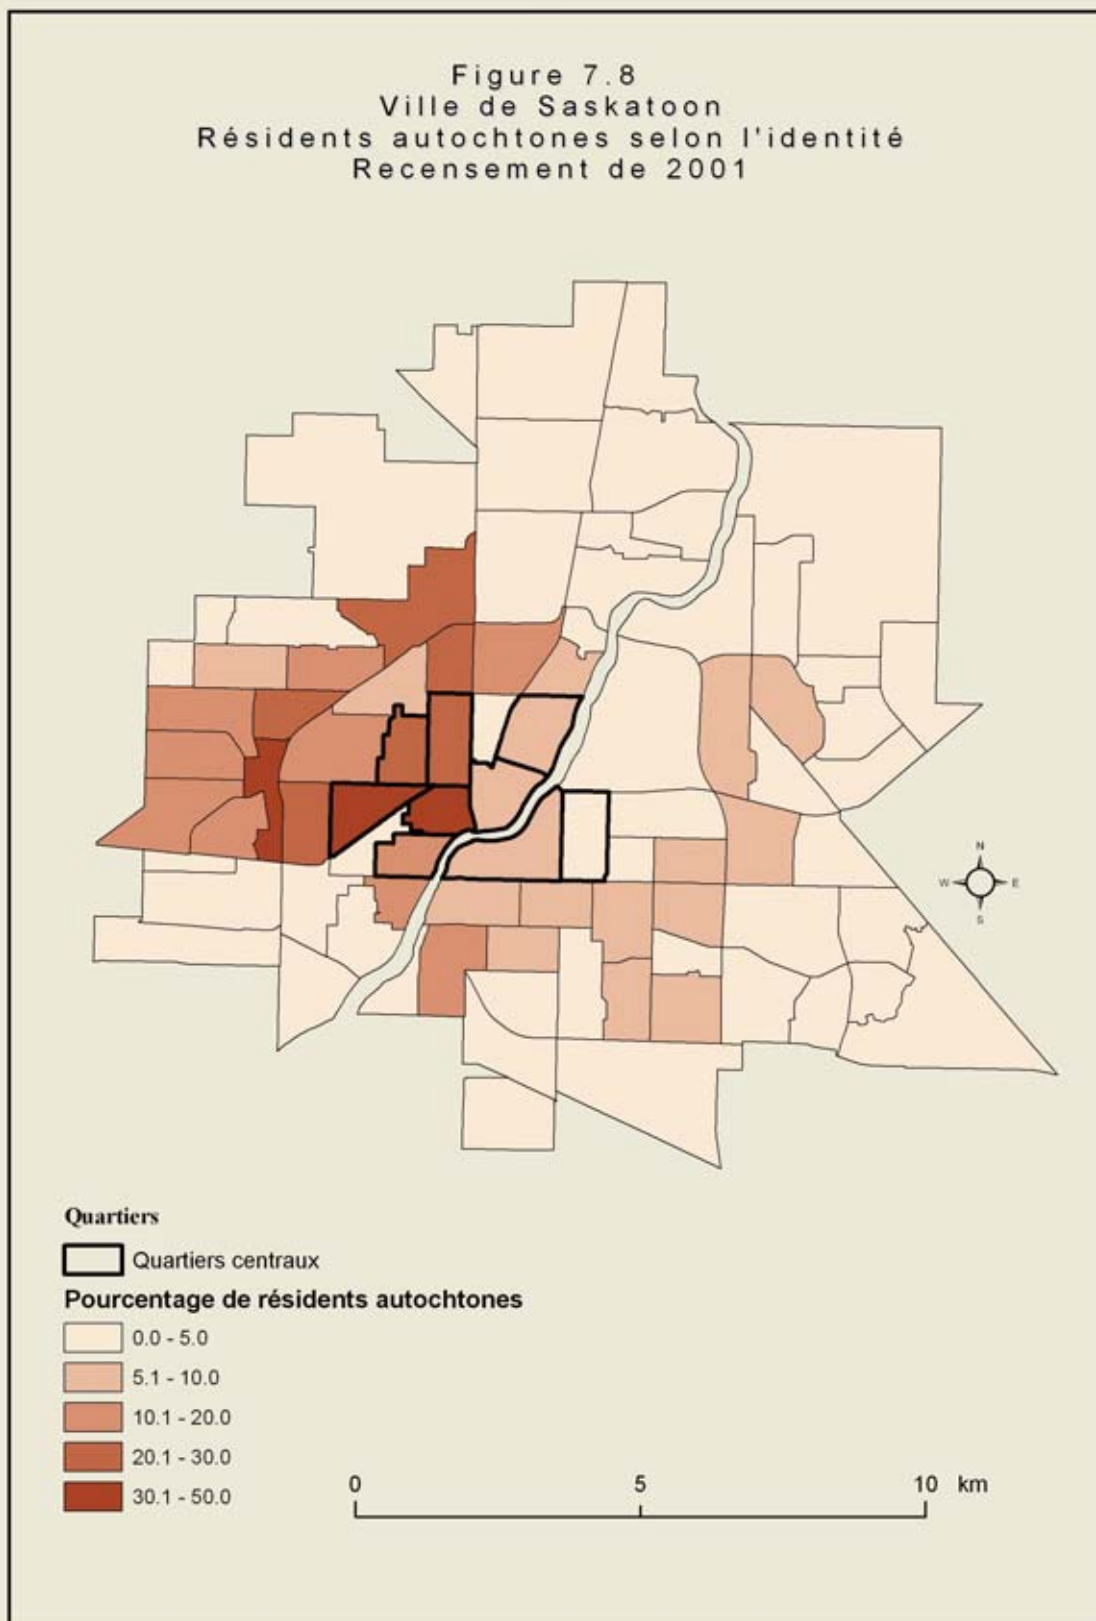 Figure 7.8
Ville de Saskatoon
Résidents autochtones selon l'identité
Recensement de 2001
N
W E
S
Quartiers
Quartiers centraux
Pourcentage de résidents autochtones
0.0 - 5.0
5.1 - 10.0
10.1 - 20.0
20.1 - 30.0
30.1 - 50.0
0 5 10 km